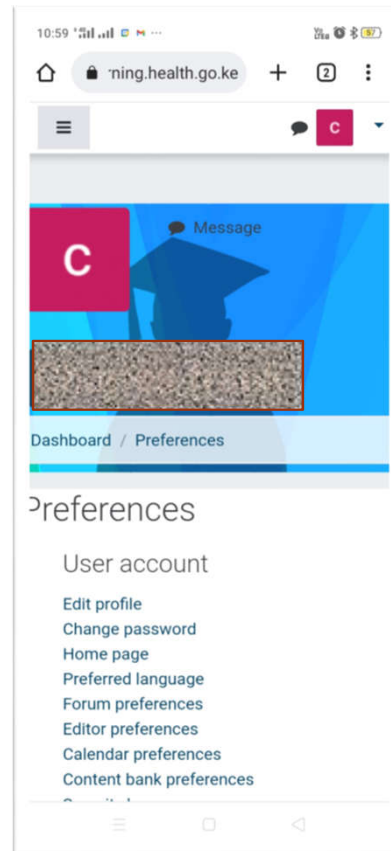 10:59
57
ning.health.go.ke
2
C
Message
C
Dashboard / Preferences
Preferences
User account
Edit profile
Change password
Home page
Preferred language
Forum preferences
Editor preferences
Calendar preferences
Content bank preferences